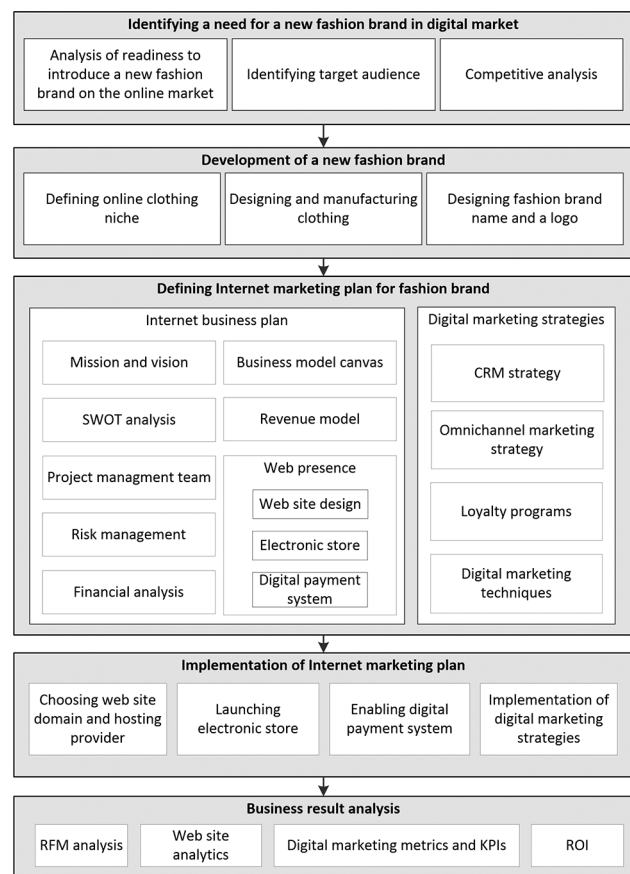 Identifying a need for a new fashion brand in digital market
Analysis of readiness to
introduce a new fashion
brand on the online market
Identifying target audience
Competitive analysis
Development of a new fashion brand
Defining online clothing
niche
Designing and manufacturing
clothing
Designing fashion brand
name and a logo
Defining Internet marketing plan for fashion brand
Internet business plan
Mission and vision
Business model canvas
SWOT analysis
Revenue model
Project managment team
Risk management
Financial analysis
Web presence
Web site design
Electronic store
Digital payment
system
Digital marketing strategies
CRM strategy
Omnichannel marketing
strategy
Loyalty programs
Digital marketing
techniques
Implementation of Internet marketing plan
Choosing web site
domain and hosting
provider
Launching
electronic store
Enabling digital
payment system
Implementation of
digital marketing
strategies
Business result analysis
RFM analysis
Web site
analytics
Digital marketing metrics and KPIs
ROI